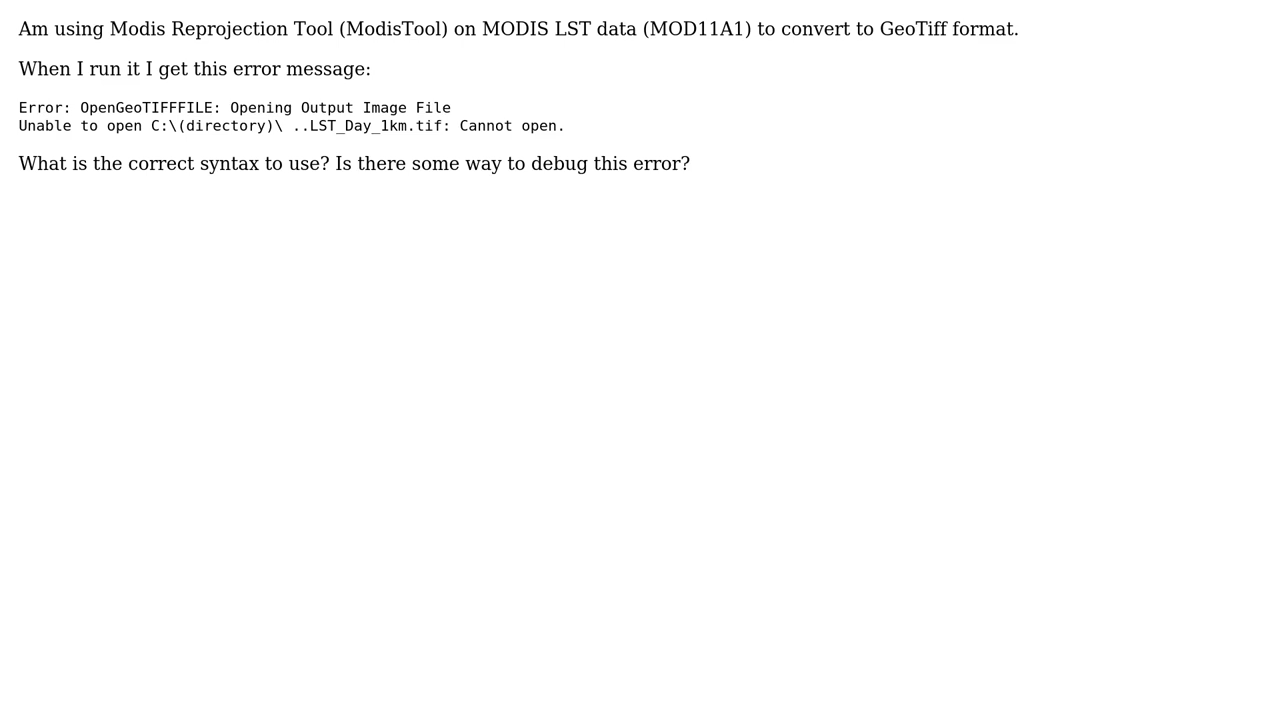 Am using Modis Reprojection Tool (ModisTool) on MODIS LST data (MOD11A1) to convert to GeoTiff format.
When I run it I get this error message:
Error: OpenGeoTIFFFILE: Opening Output Image File
Unable to open C:\(directory)\ ..LST_Day_1km.tif: Cannot open.
What is the correct syntax to use? Is there some way to debug this error?